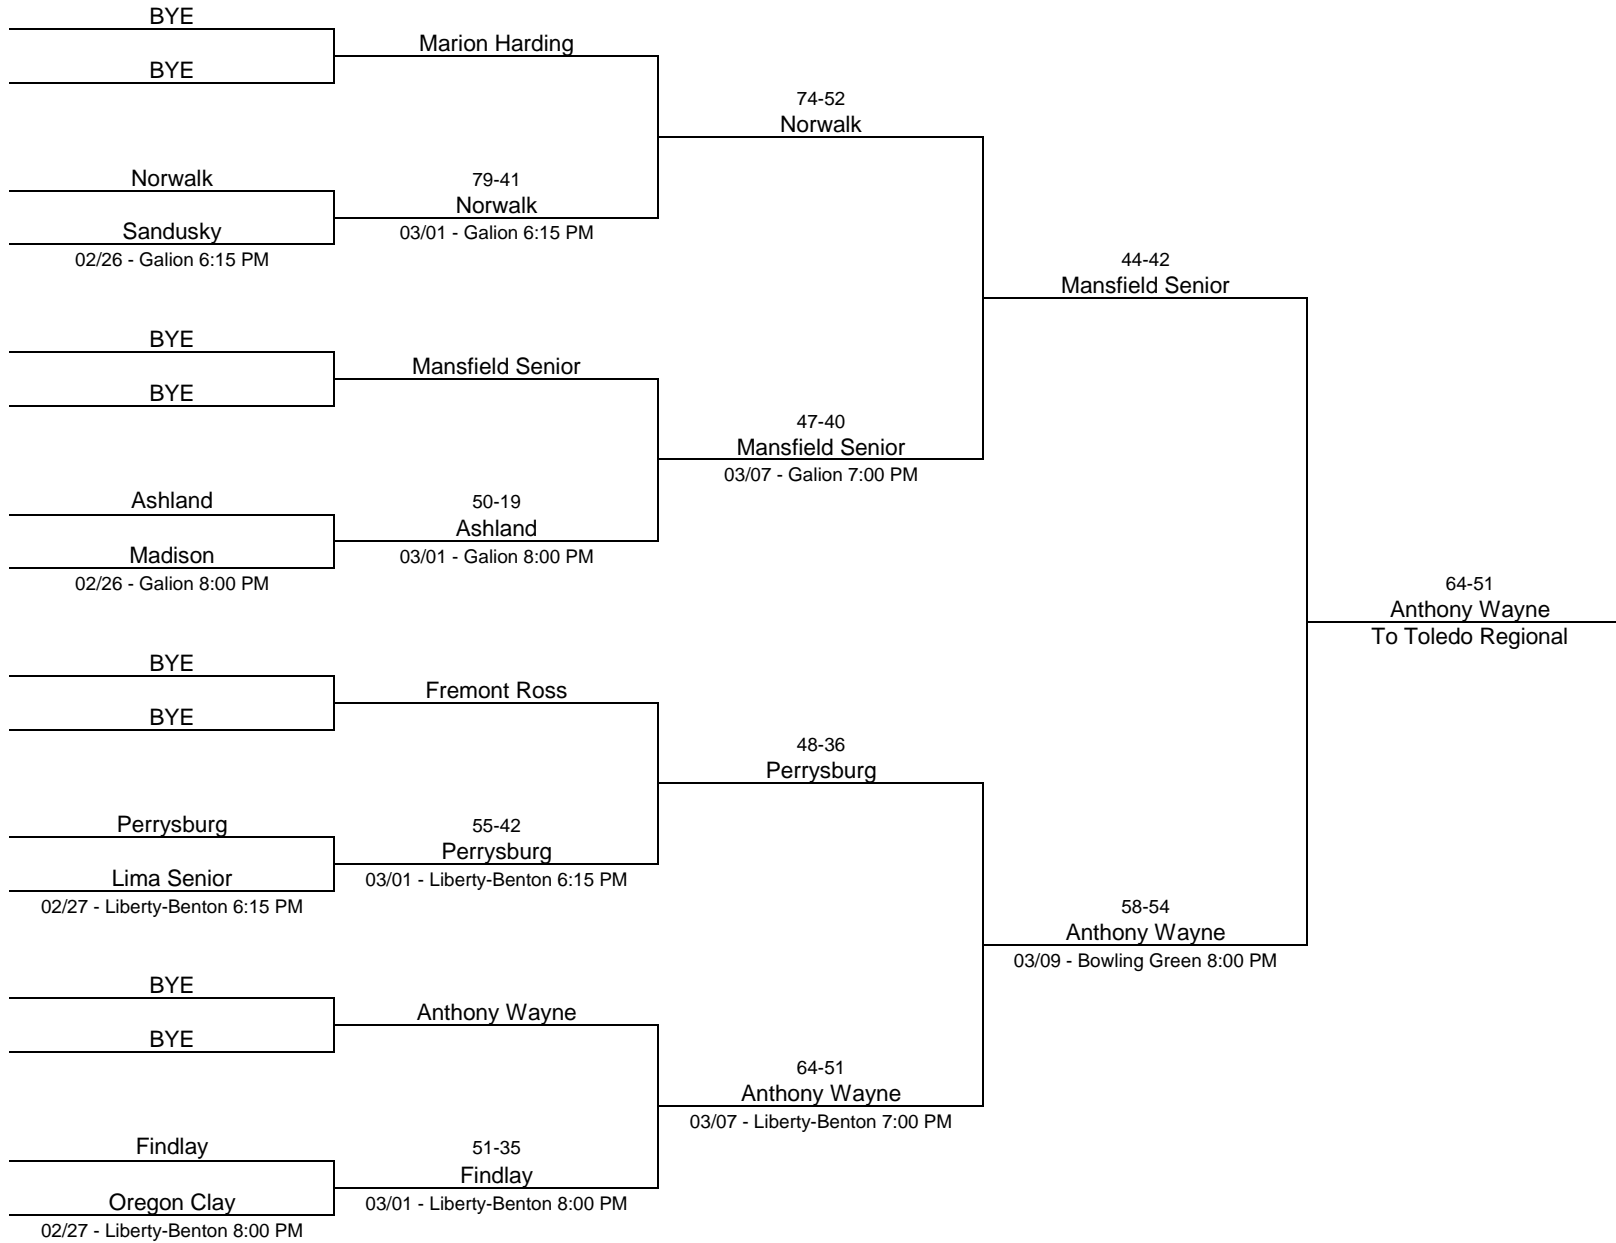 BYE
BYE
Norwalk
Sandusky
02/26 - Galion 6:15 PM
BYE
BYE
Ashland
Madison
02/26 - Galion 8:00 PM
BYE
BYE
Perrysburg
Lima Senior
02/27 - Liberty-Benton 6:15 PM
BYE
BYE
Findlay
Oregon Clay
02/27 - Liberty-Benton 8:00 PM
Marion Harding
79-41
Norwalk
03/01 - Galion 6:15 PM
Mansfield Senior
50-19
Ashland
03/01 - Galion 8:00 PM
Fremont Ross
55-42
Perrysburg
03/01 - Liberty-Benton 6:15 PM
Anthony Wayne
51-35
Findlay
03/01 - Liberty-Benton 8:00 PM
74-52
Norwalk
47-40
Mansfield Senior
03/07 - Galion 7:00 PM
48-36
Perrysburg
64-51
Anthony Wayne
03/07 - Liberty-Benton 7:00 PM
44-42
Mansfield Senior
58-54
Anthony Wayne
03/09 - Bowling Green 8:00 PM
64-51
Anthony Wayne
To Toledo Regional